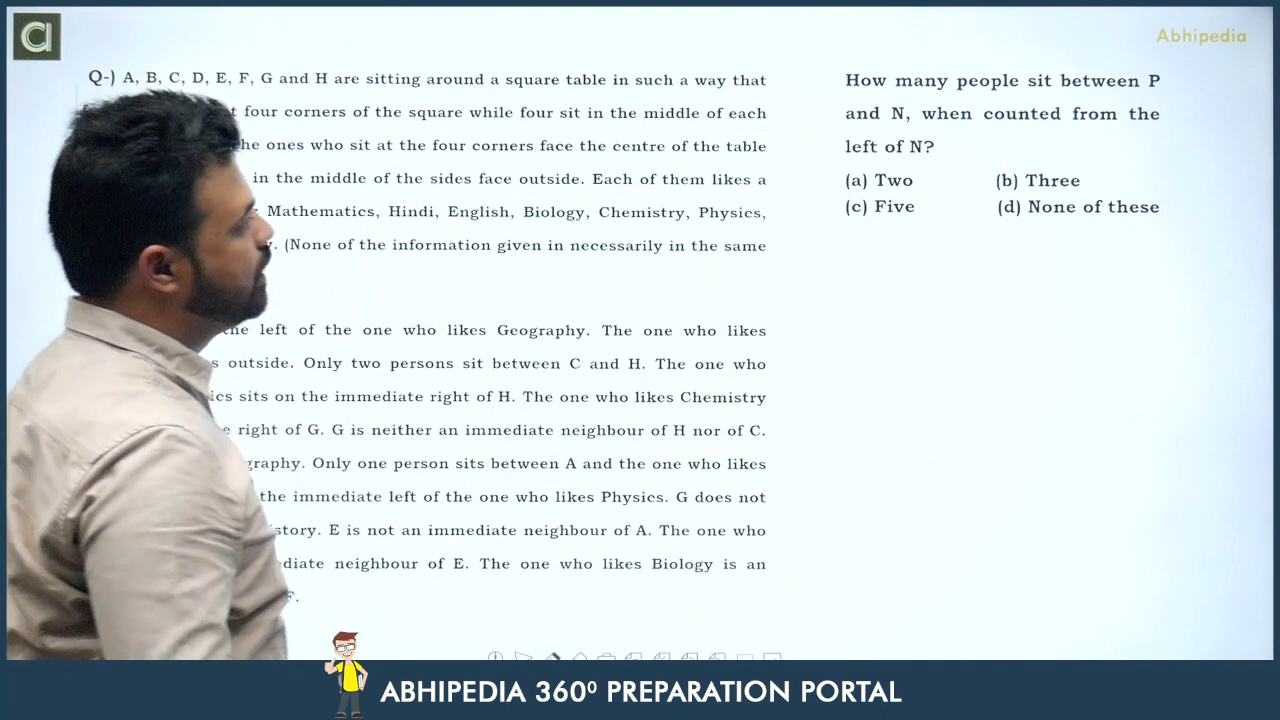 Abhipedia
Q-) A, B, C, D, E, F, G and H are sitting around a square table in such a way that
four corners of the square while four sit in the middle of each
the ones who sit at the four corners face the centre of the table
in the middle of the sides face outside. Each of them likes a
Mathematics, Hindi, English, Biology, Chemistry, Physics,
(None of the information given in necessarily in the same
the left of the one who likes Geography. The one who likes
outside. Only two persons sit between C and H. The one who
sits on the immediate right of H. The one who likes Chemistry
right of G. G is neither an immediate neighbour of H nor of C.
Only one person sits between A and the one who likes
the immediate left of the one who likes Physics. G does not
E is not an immediate neighbour of A. The one who
neighbour of E. The one who likes Biology is an
F.
How many people sit between P
and N, when counted from the
left of N?
(a) Two (b) Three
(c) Five (d) None of these
ABHIPEDIA 360⁰ PREPARATION PORTAL